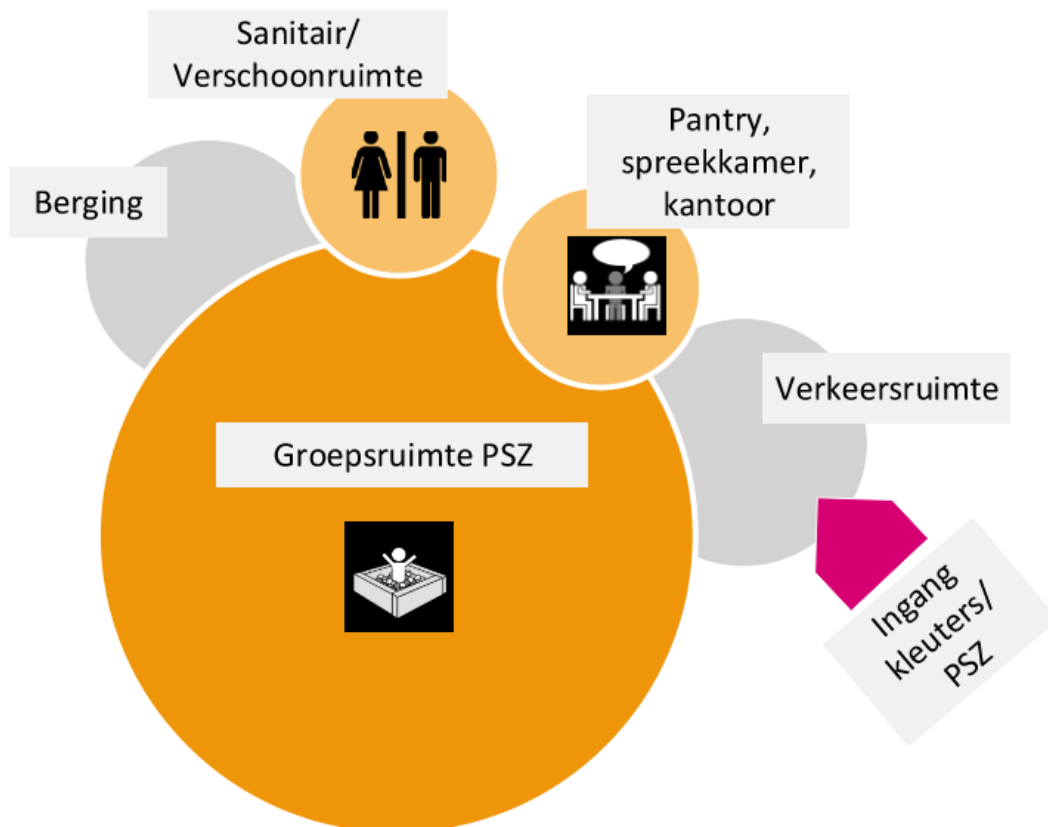 Sanitair/
Verschoonruimte
Pantry,
spreekkamer,
kantoor
Berging
Verkeersruimte
Groepsruimte PSZ
Ingang
kleuters/
PSZ